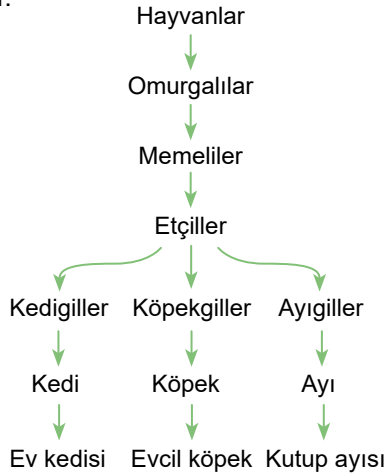 Hayvanlar
Omurgalılar
Memeliler
Etçiller
Kedigiller Köpekgiller Ayıgiller
Kedi Köpek Ayı
Ev kedisi Evcil köpek Kutup ayısı